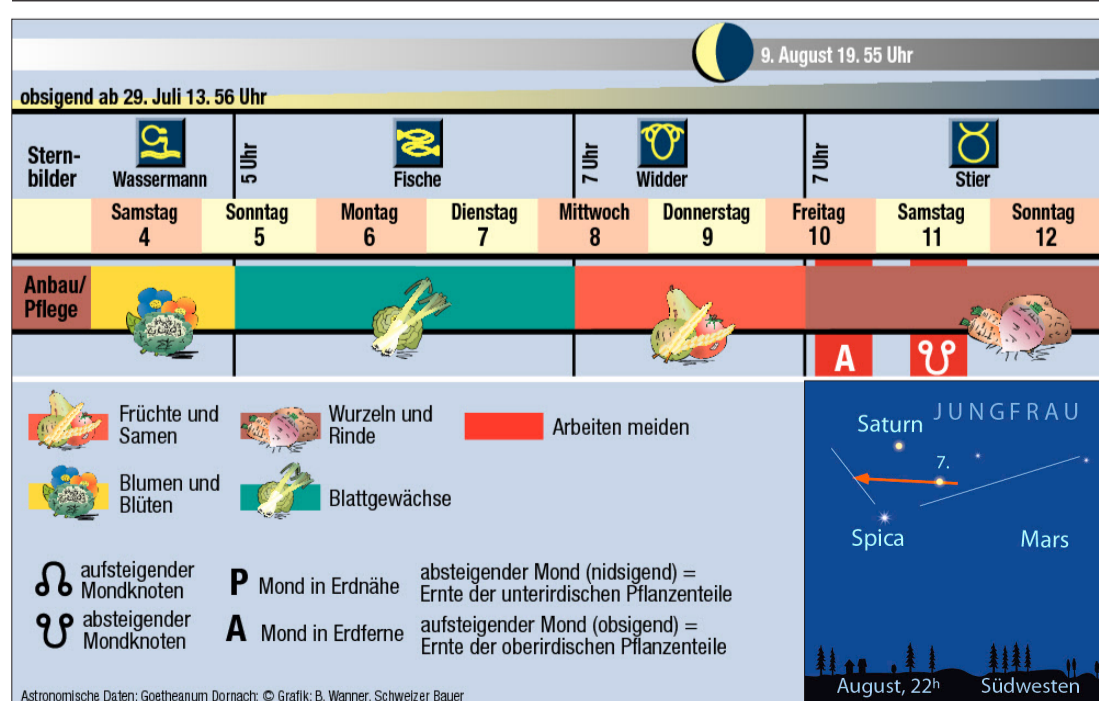 9. August 19. 55 Uhr
obsigend ab 29. Juli 13. 56 Uhr
Stern-
bilder
Wassermann
5 Uhr
Fische
7 Uhr
Widder
7 Uhr
Stier
Samstag
4
Sonntag
5
Montag
6
Dienstag
7
Mittwoch
8
Donnerstag
9
Freitag
10
Samstag
11
Sonntag
12
Anbau/
Pflege
A
Früchte und
Samen
Wurzeln und
Rinde
Arbeiten meiden
Blumen und
Blüten
Blattgewächse
aufsteigender
Mondknoten
absteigender
Mondknoten
P Mond in Erdnähe
A Mond in Erdferne
absteigender Mond (nidsigend) =
Ernte der unterirdischen Pflanzenteile
aufsteigender Mond (obsigend) =
Ernte der oberirdischen Pflanzenteile
JUNGFRAU
Saturn
7.
Spica
Mars
August, 22h
Südwesten
Astronomische Daten: Goetheanum Dornach; © Grafik: B. Wanner, Schweizer Bauer